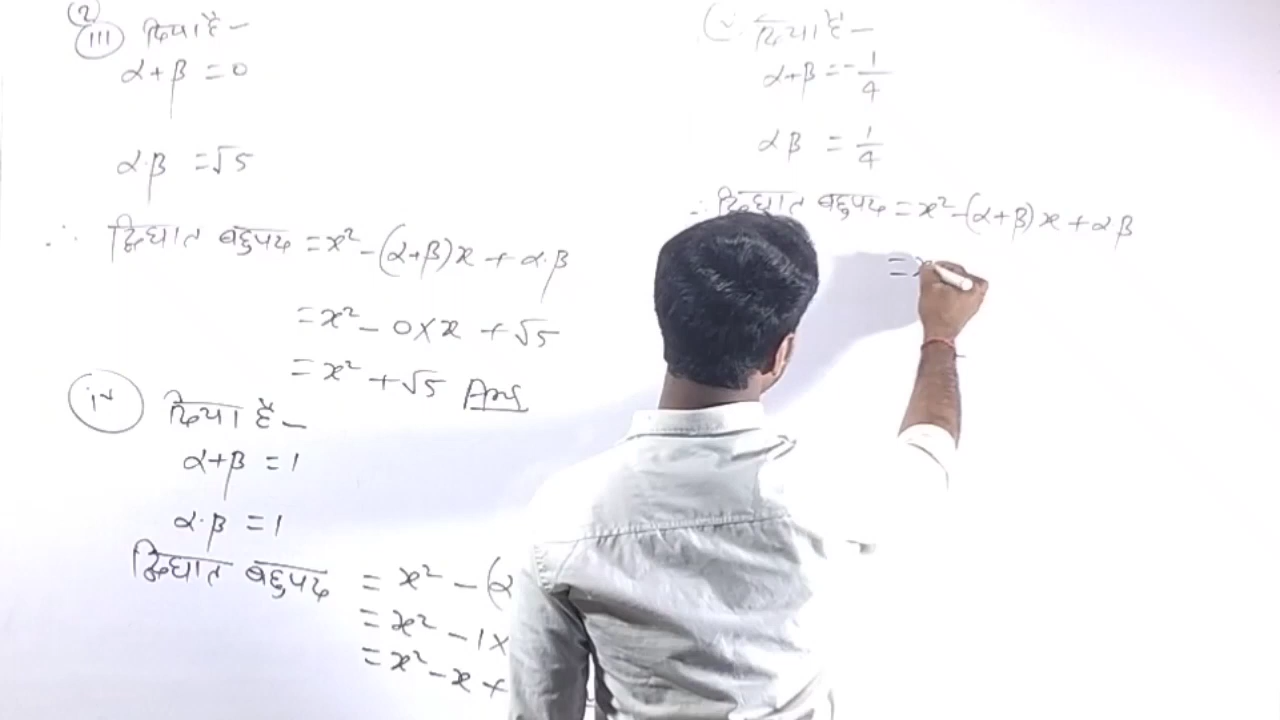 (2)
(iii) दिया है –
α+β = 0
α.β = √5
∴ द्विघात बहुपद = x² - (α+β)x + α.β
= x² - 0×x + √5
= x² + √5 Ans
(iv) दिया है –
α+β = 1
α.β = 1
द्विघात बहुपद = x² - (α
= x² - 1×
= x² - x +
(v) दिया है –
α+β = -1/4
αβ = 1/4
∴ द्विघात बहुपद = x² - (α+β)x + αβ
= x